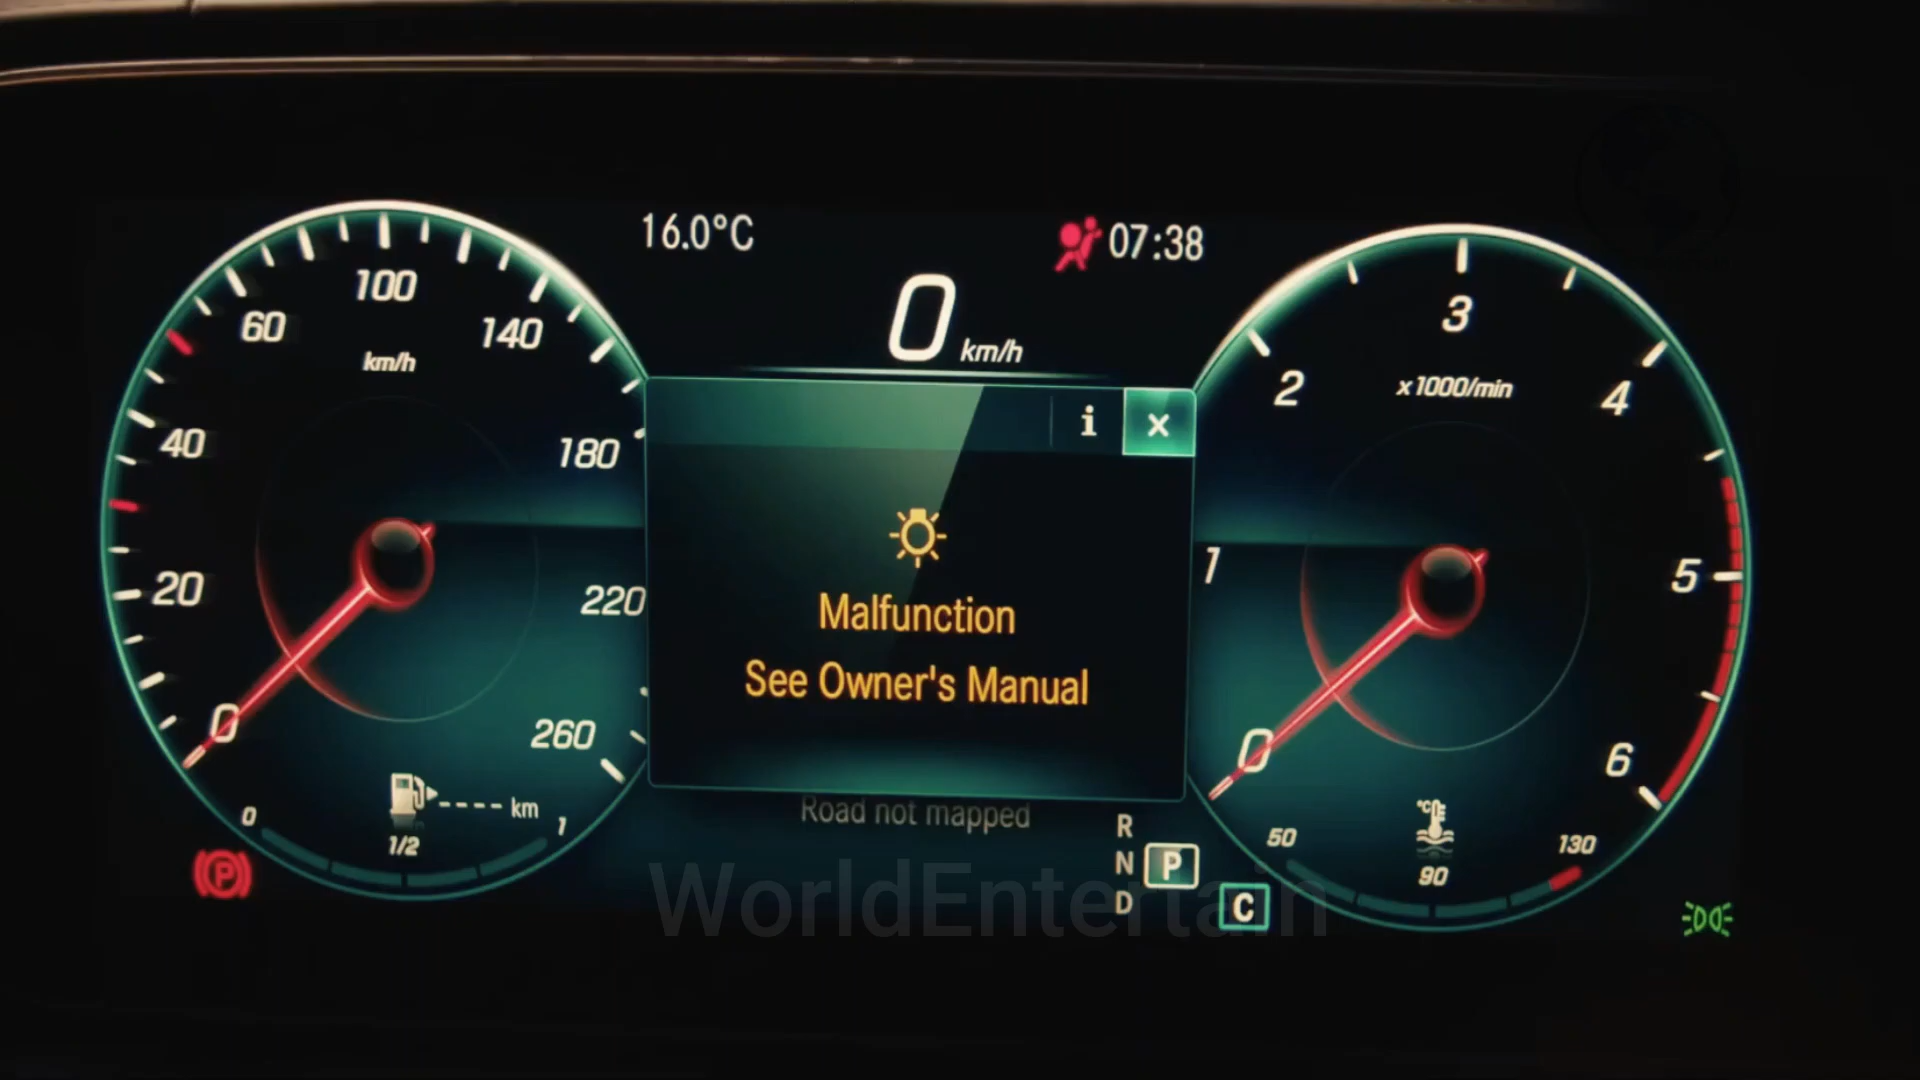 16.0°C
07:38
0 km/h
20
40
60
100
140
180
220
260
0
km/h
i
×
Malfunction
See Owner's Manual
Road not mapped
0
1/2
1
---- km
P
R
N
D
P
C
0
1
2
3
4
5
6
x1000/min
°C
50
90
130
WorldEntertain